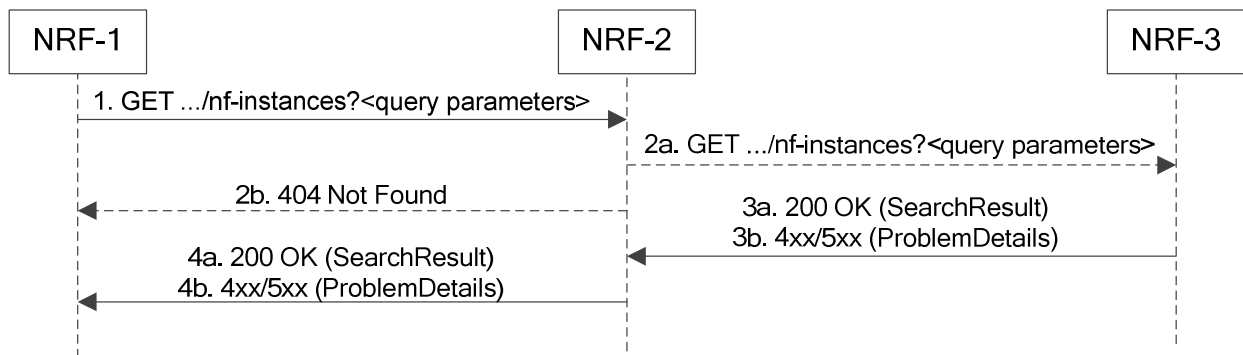 NRF-1
NRF-2
NRF-3
1. GET .../nf-instances?<query parameters>
2a. GET .../nf-instances?<query parameters>
2b. 404 Not Found
3a. 200 OK (SearchResult)
3b. 4xx/5xx (ProblemDetails)
4a. 200 OK (SearchResult)
4b. 4xx/5xx (ProblemDetails)